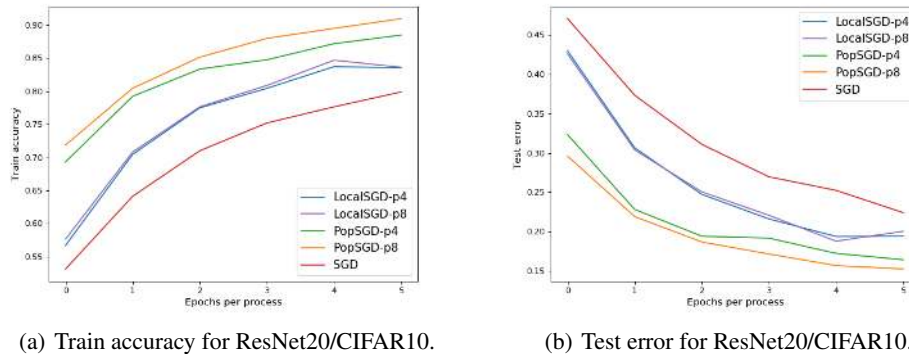 0.90
0.85
0.80
0.75
0.70
0.65
0.60
0.55
Train accuracy
LocalSGD-p4
LocalSGD-p8
PopSGD-p4
PopSGD-p8
SGD
0 1 2 3 4 5
Epochs per process
(a) Train accuracy for ResNet20/CIFAR10.
0.45
0.40
0.35
0.30
0.25
0.20
0.15
Test error
LocalSGD-p4
LocalSGD-p8
PopSGD-p4
PopSGD-p8
SGD
0 1 2 3 4 5
Epochs per process
(b) Test error for ResNet20/CIFAR10.